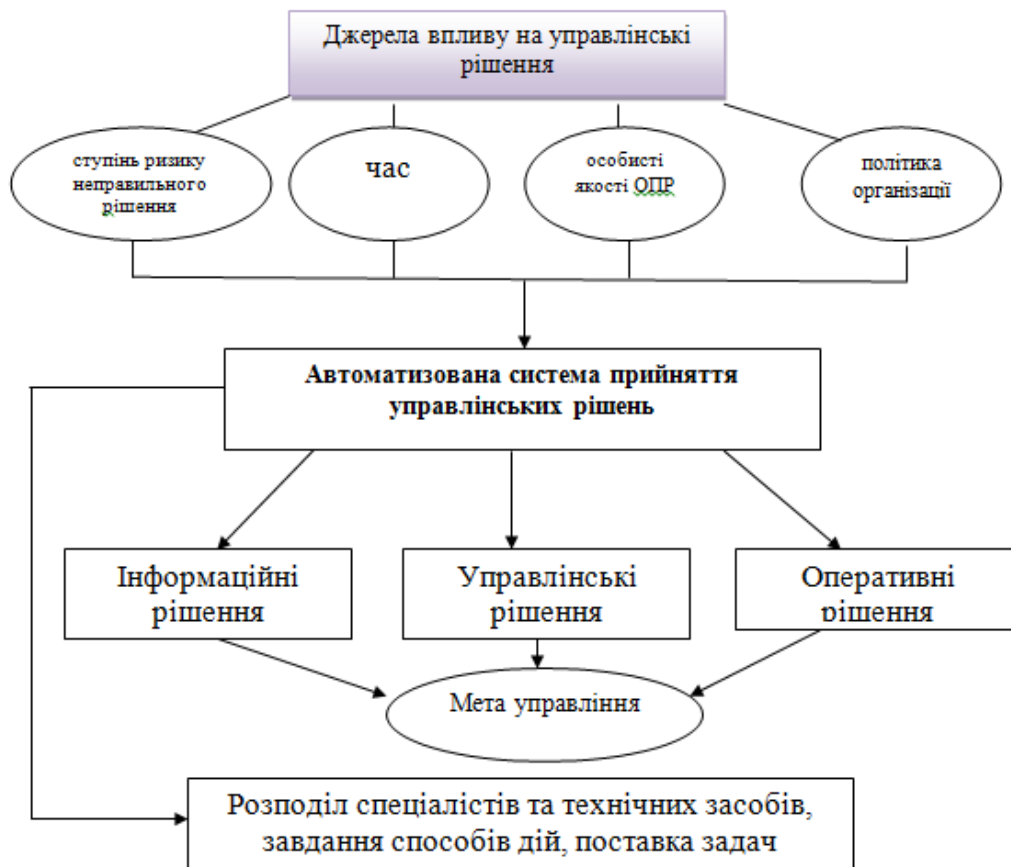 Джерела впливу на управлінські
рішення
ступінь ризику
неправильного
рішення
час
особисті
якості ОПР
політика
організації
Автоматизована система прийняття
управлінських рішень
Інформаційні
рішення
Управлінські
рішення
Оперативні
рішення
Мета управління
Розподіл спеціалістів та технічних засобів,
завдання способів дій, поставка задач